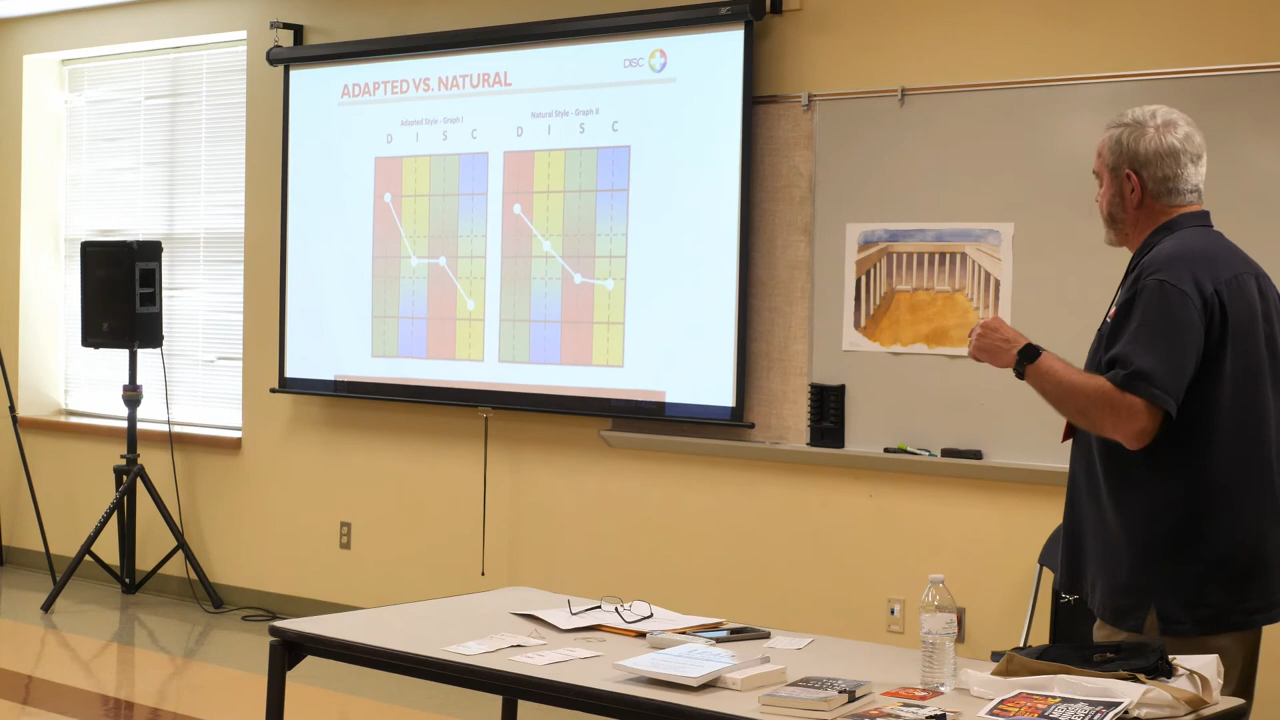 DISC
ADAPTED VS. NATURAL
Adapted Style - Graph I
D I S C
Natural Style - Graph II
D I S C